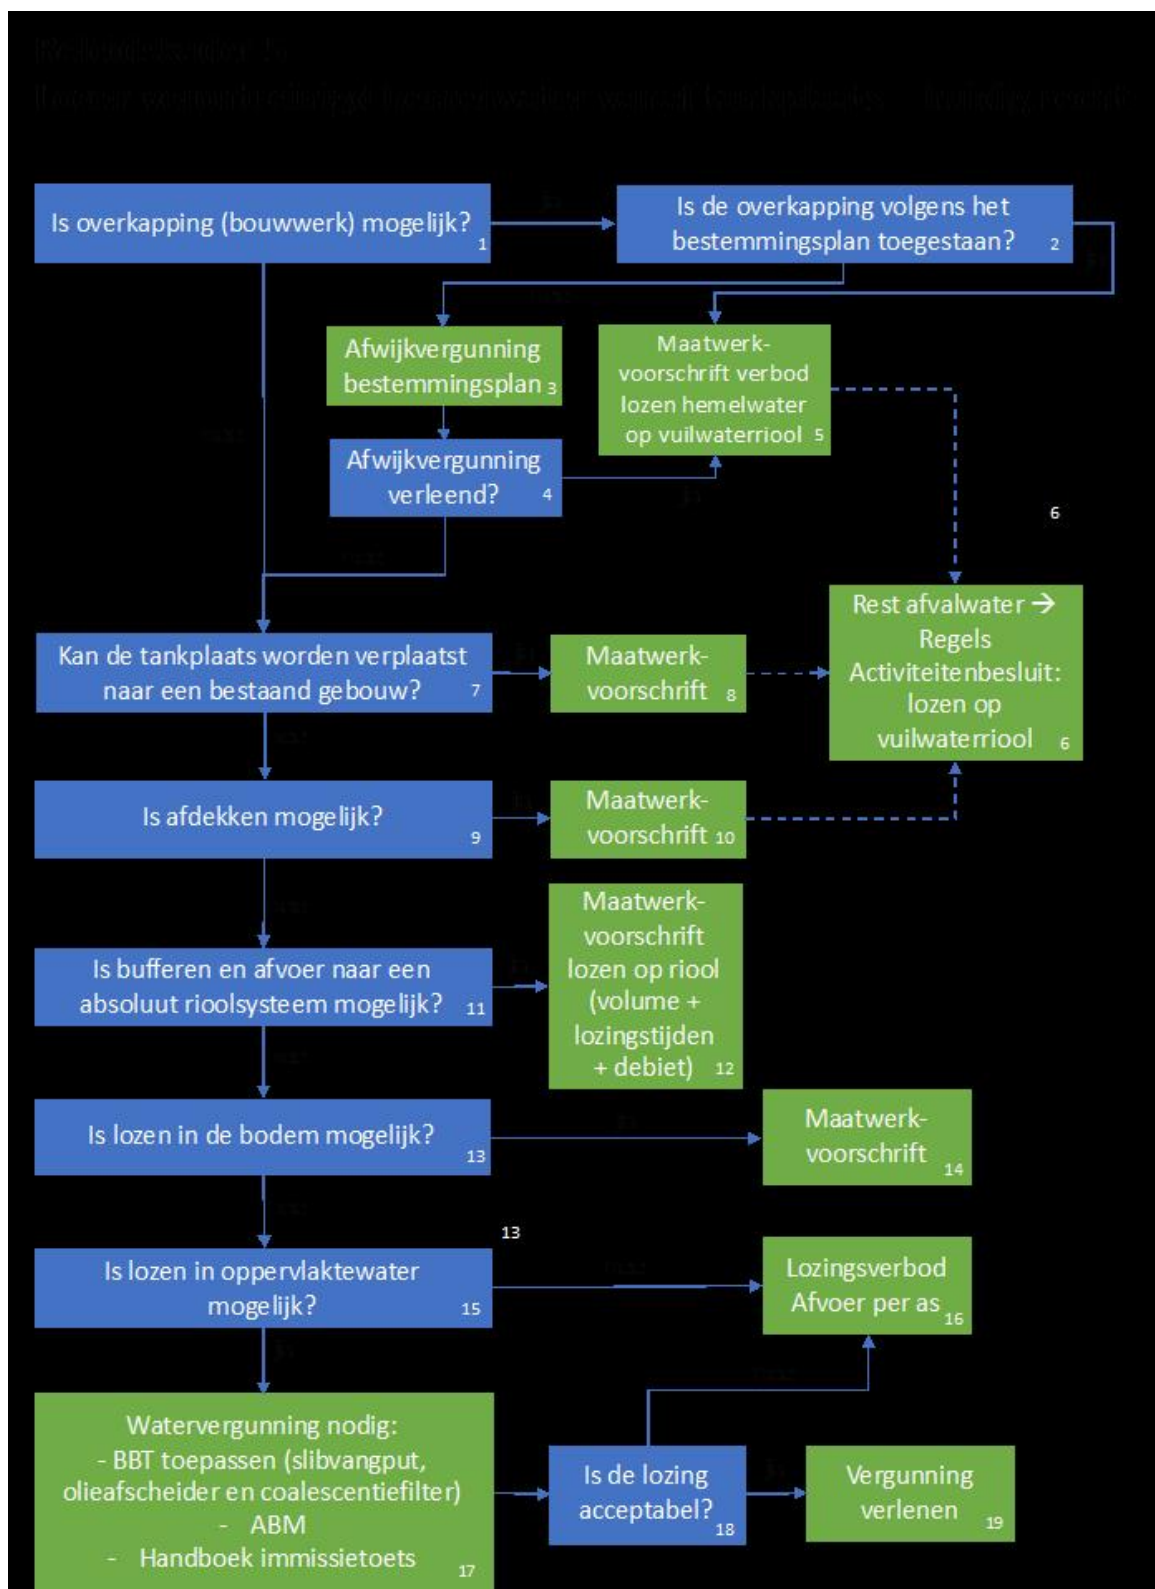 Is overkapping (bouwwerk) mogelijk?
1
Is de overkapping volgens het
bestemmingsplan toegestaan?
2
Afwijkvergunning
bestemmingsplan
3
Maatwerk-
voorschrift verbod
lozen hemelwater
op vuilwaterriool
5
Afwijkvergunning
verleend?
4
6
Rest afvalwater →
Regels
Activiteitenbesluit:
lozen op
vuilwaterriool
6
Kan de tankplaats worden verplaatst
naar een bestaand gebouw?
7
Maatwerk-
voorschrift
8
Is afdekken mogelijk?
9
Maatwerk-
voorschrift
10
Is bufferen en afvoer naar een
absoluut rioolsysteem mogelijk?
11
Maatwerk-
voorschrift
lozen op riool
(volume +
lozingstijden
+ debiet)
12
Is lozen in de bodem mogelijk?
13
Maatwerk-
voorschrift
14
13
Is lozen in oppervlaktewater
mogelijk?
15
Lozingsverbod
Afvoer per as
16
Watervergunning nodig:
- BBT toepassen (slibvangput,
olieafscheider en coalescentiefilter)
- ABM
- Handboek immissietoets
17
Is de lozing
acceptabel?
18
Vergunning
verlenen
19